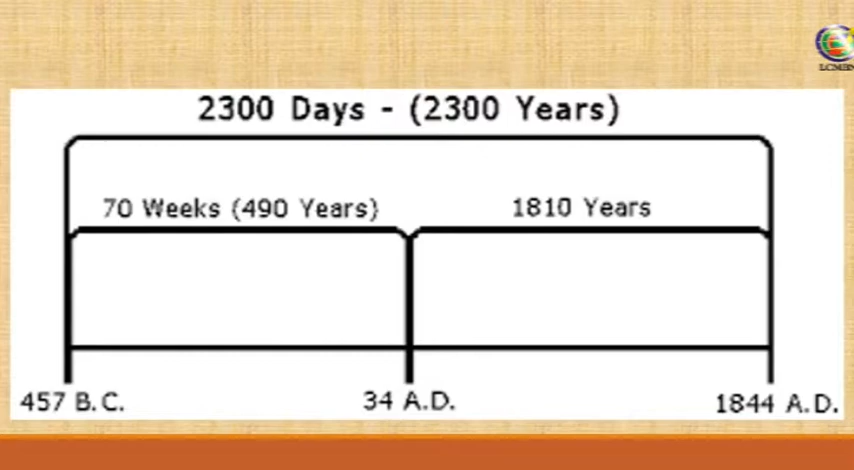 2300 Days - (2300 Years)
70 Weeks (490 Years)
1810 Years
457 B.C.
34 A.D.
1844 A.D.